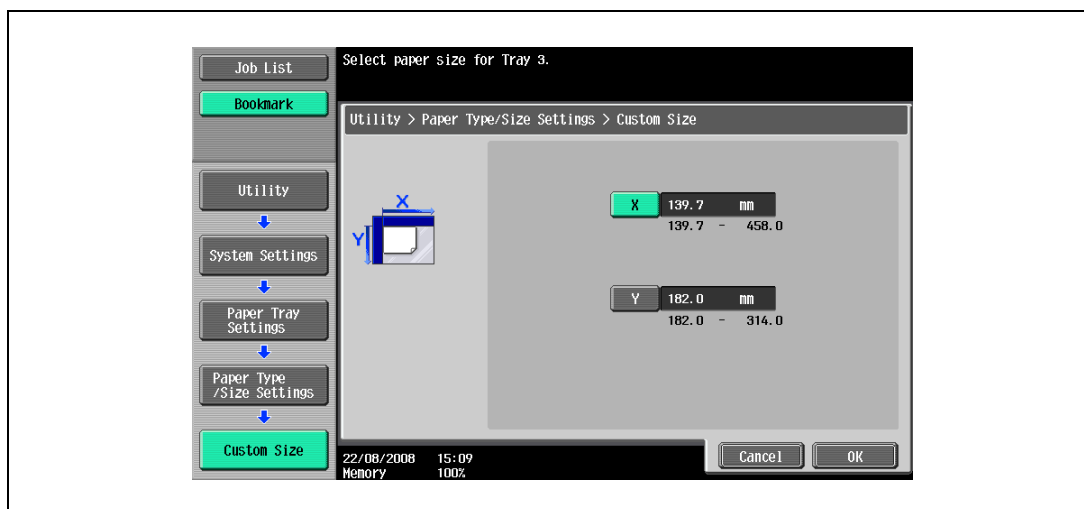 Job List
Bookmark
Utility
System Settings
Paper Tray
Settings
Paper Type
/Size Settings
Custom Size
Select paper size for Tray 3.
Utility > Paper Type/Size Settings > Custom Size
X
Y
X 139.7 mm
139.7 - 458.0
Y 182.0 mm
182.0 - 314.0
22/08/2008 15:09
Memory 100%
Cancel OK